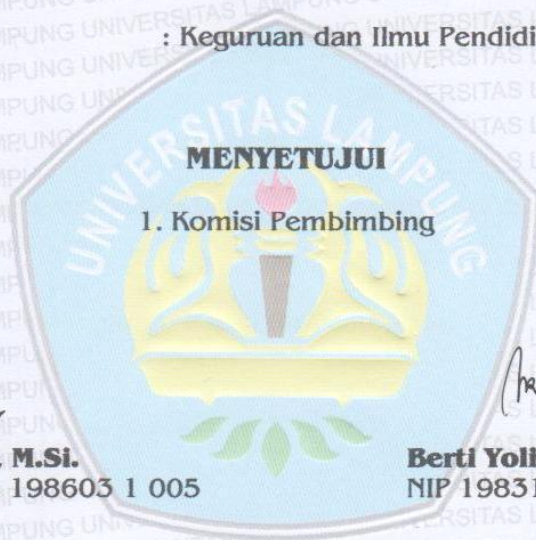 : Keguruan dan Ilmu Pendidi
UNIVERSITAS LAMPUNG
MENYETUJUI
1. Komisi Pembimbing
M.Si.
198603 1 005
Berti Yoli
NIP 19831